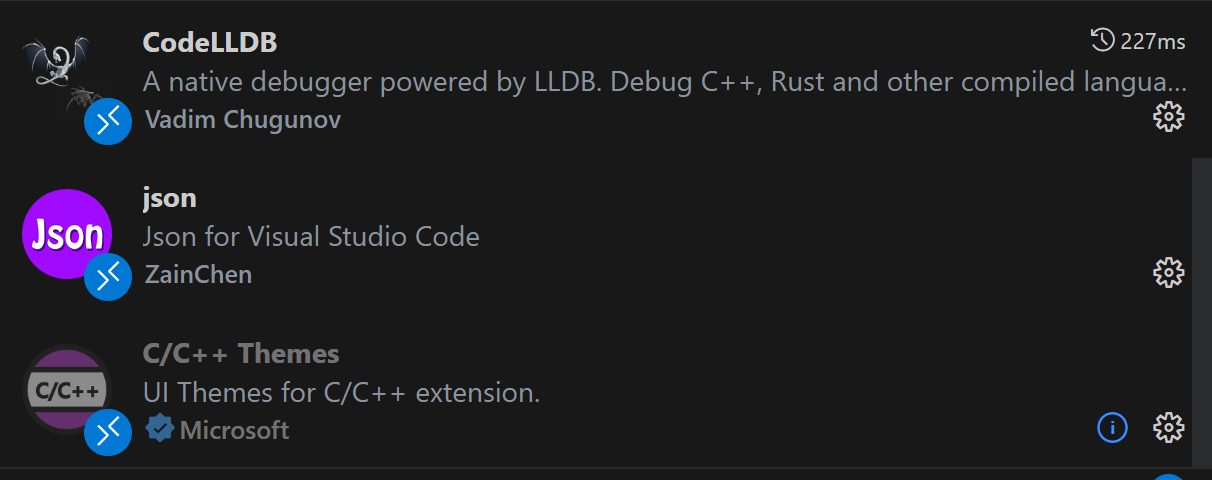 CodeLLDB
227ms
A native debugger powered by LLDB. Debug C++, Rust and other compiled langua...
Vadim Chugunov
Json
json
Json for Visual Studio Code
ZainChen
C/C++
C/C++ Themes
UI Themes for C/C++ extension.
Microsoft